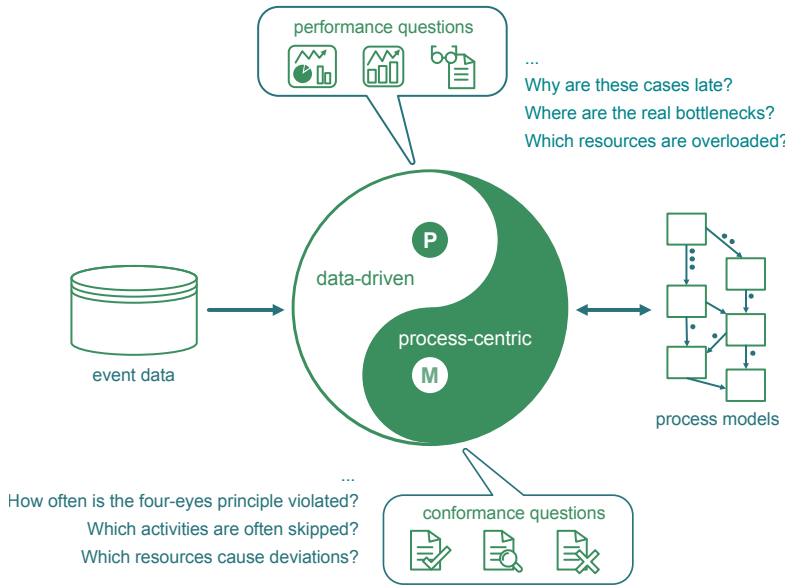 performance questions
...
Why are these cases late?
Where are the real bottlenecks?
Which resources are overloaded?
P
data-driven
process-centric
M
event data
process models
...
How often is the four-eyes principle violated?
Which activities are often skipped?
Which resources cause deviations?
conformance questions